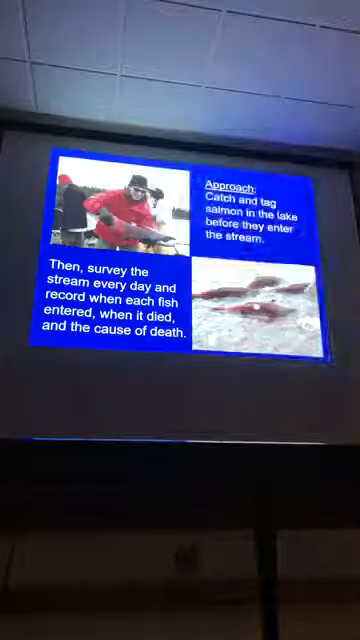 Approach:
Catch and tag
salmon in the lake
before they enter
the stream.
Then, survey the
stream every day and
record when each fish
entered, when it died,
and the cause of death.